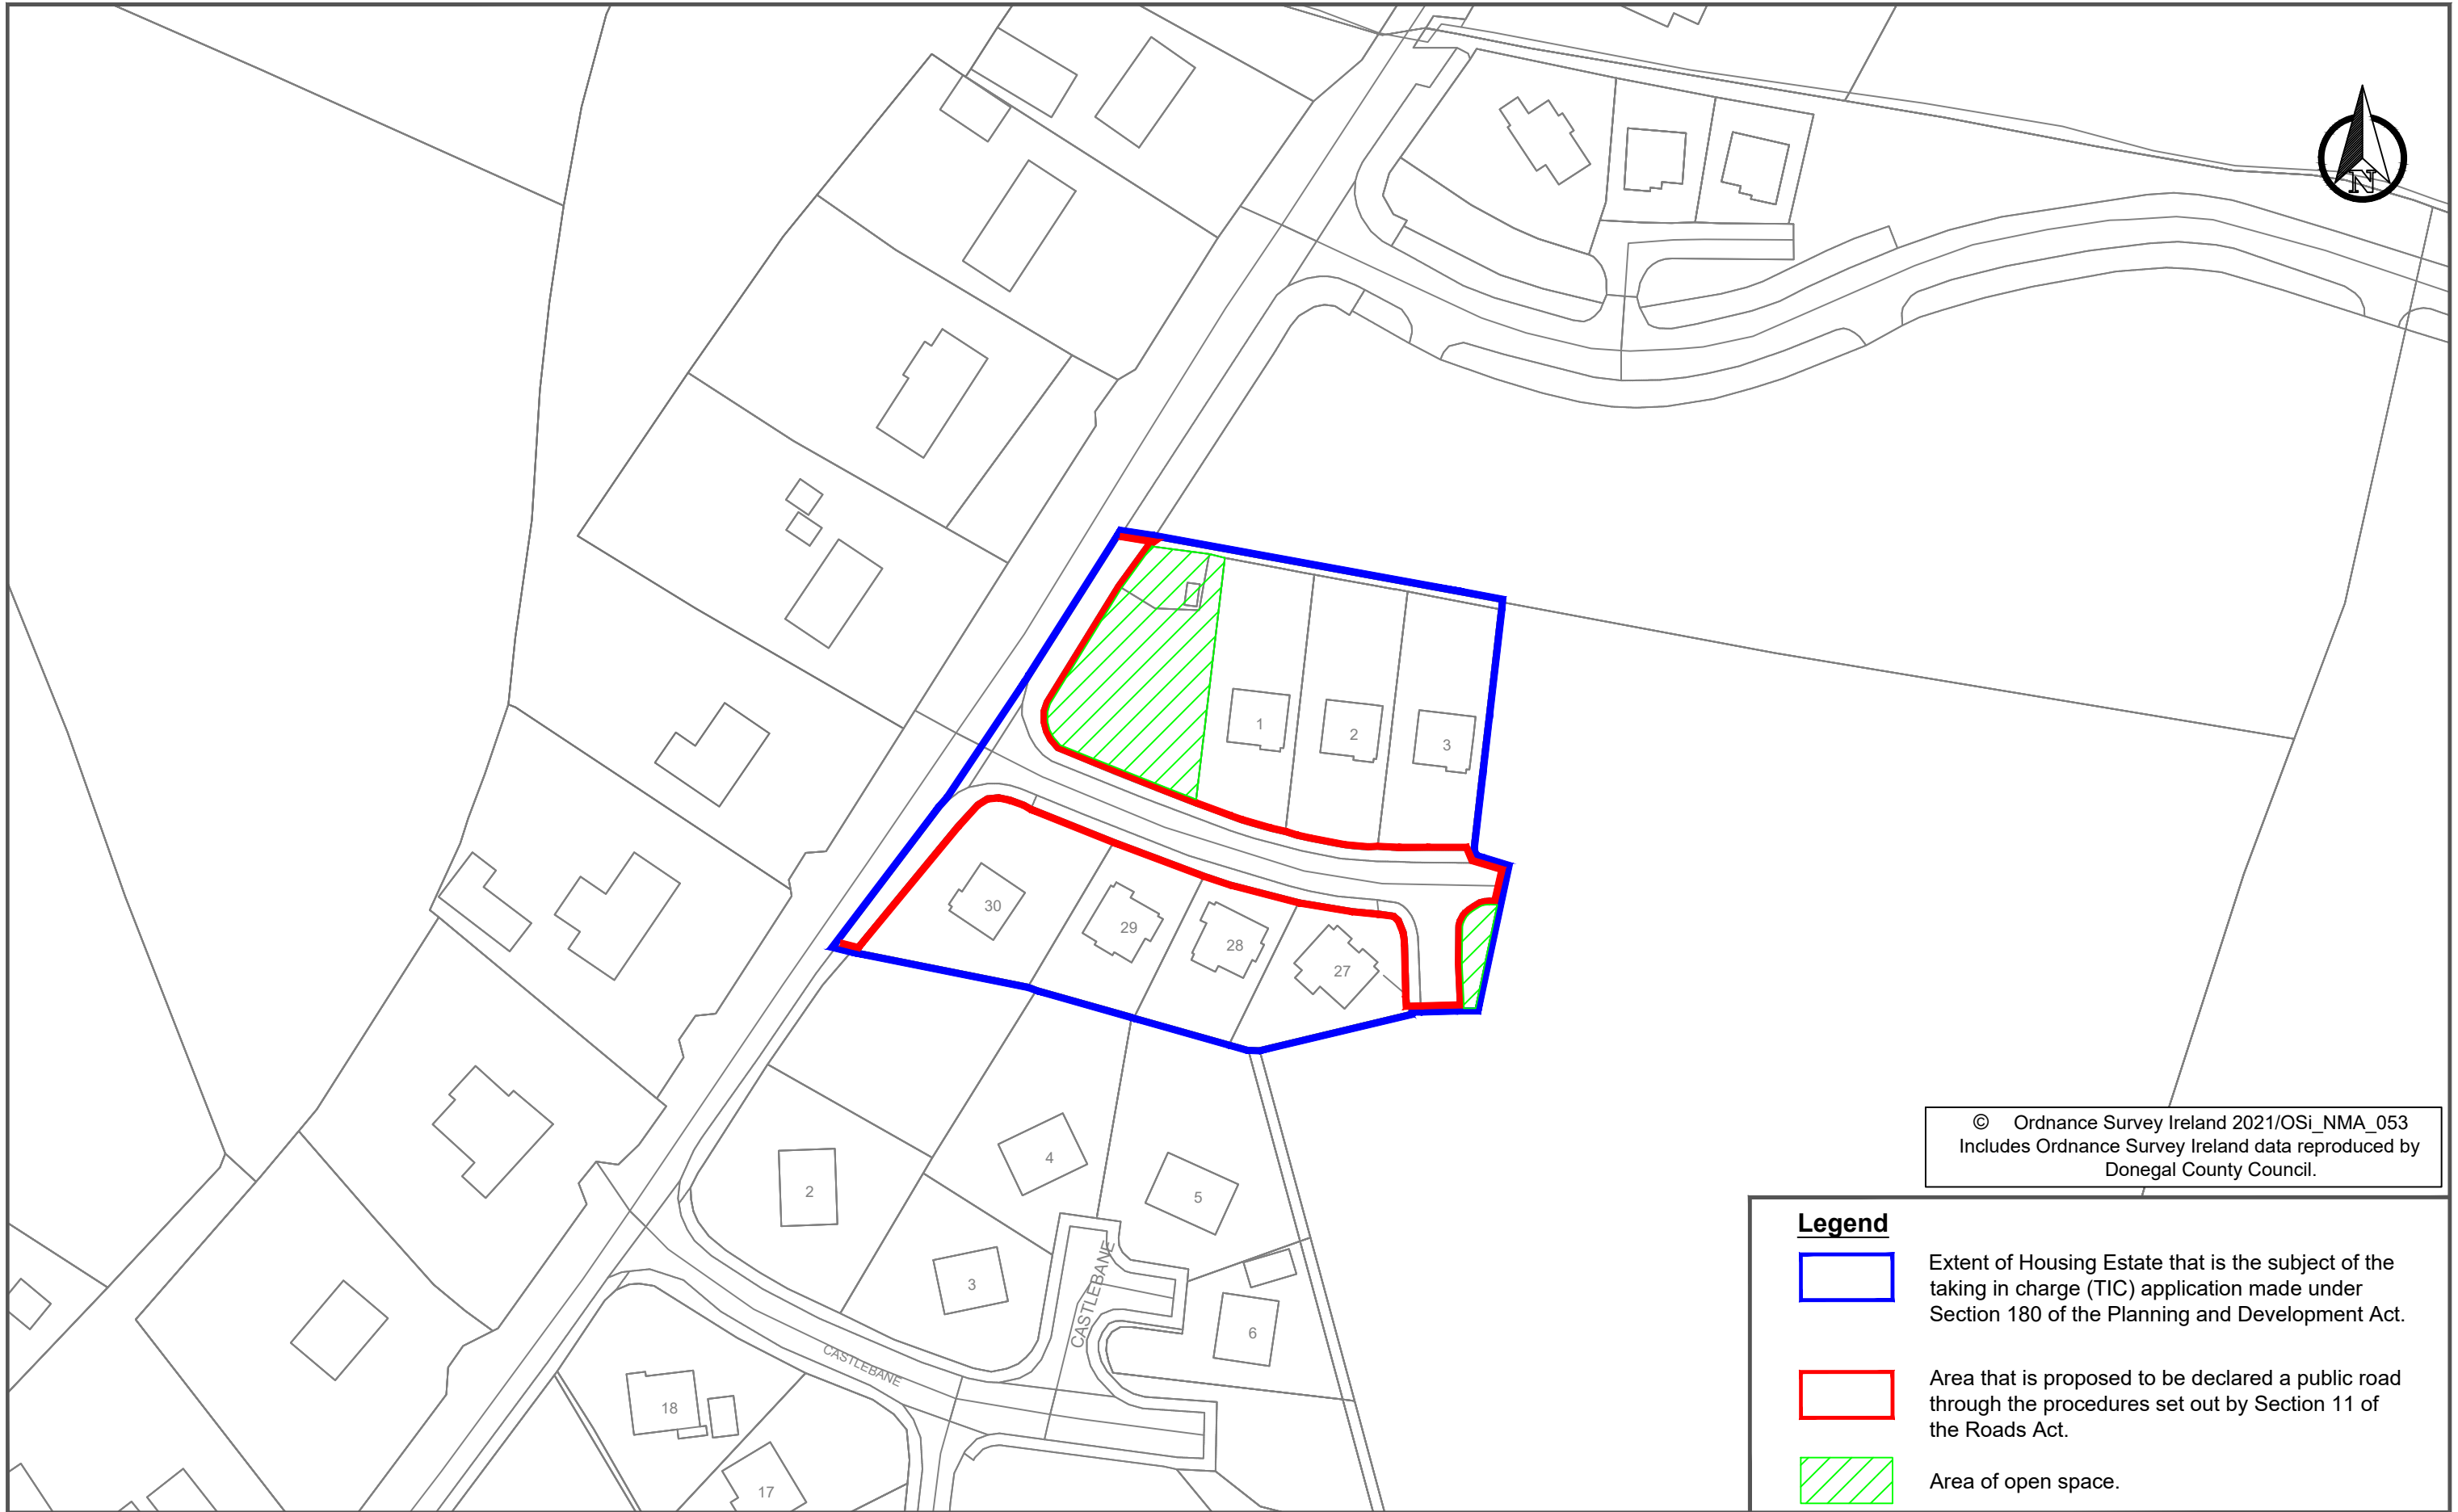 N
1
2
3
30
29
28
27
© Ordnance Survey Ireland 2021/OSi_NMA_053
Includes Ordnance Survey Ireland data reproduced by
Donegal County Council.
4
2
5
3
CASTLEBANE
6
CASTLEBANE
18
17
Legend
Extent of Housing Estate that is the subject of the
taking in charge (TIC) application made under
Section 180 of the Planning and Development Act.
Area that is proposed to be declared a public road
through the procedures set out by Section 11 of
the Roads Act.
Area of open space.